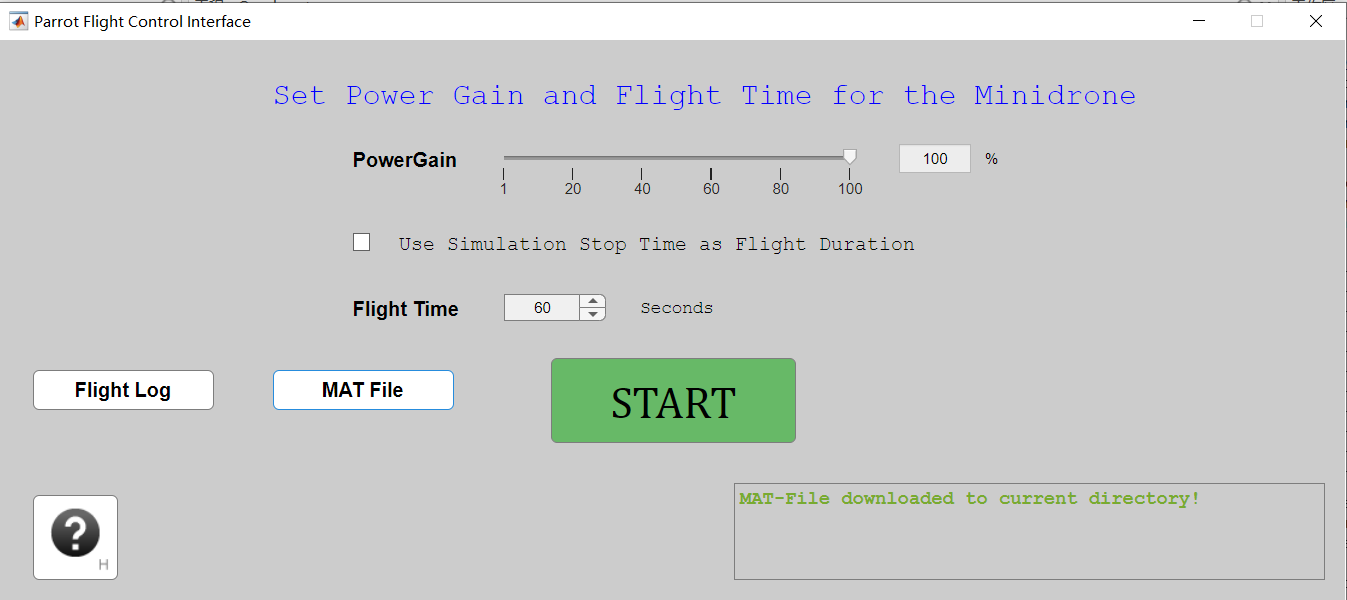 Parrot Flight Control Interface
Set Power Gain and Flight Time for the Minidrone
PowerGain
100 %
1 20 40 60 80 100
Use Simulation Stop Time as Flight Duration
Flight Time 60 Seconds
Flight Log
MAT File
START
MAT-File downloaded to current directory!
?
H